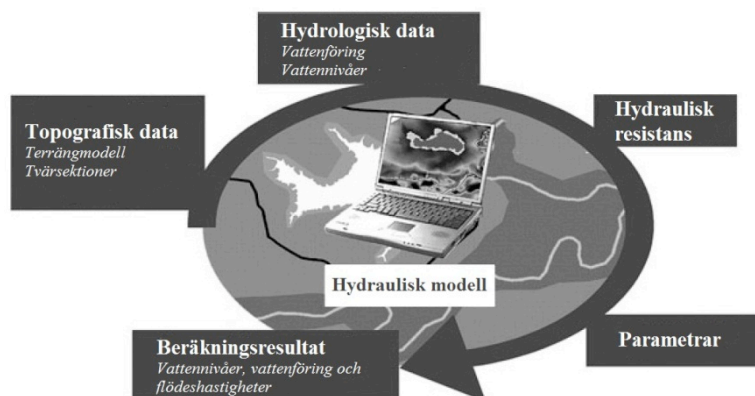 Hydrologisk data
Vattenföring
Vattennivåer
Topografisk data
Terrängmodell
Tvärsektioner
Hydraulisk
resistans
Hydraulisk modell
Parametrar
Beräkningsresultat
Vattennivåer, vattenföring och
flödeshastigheter